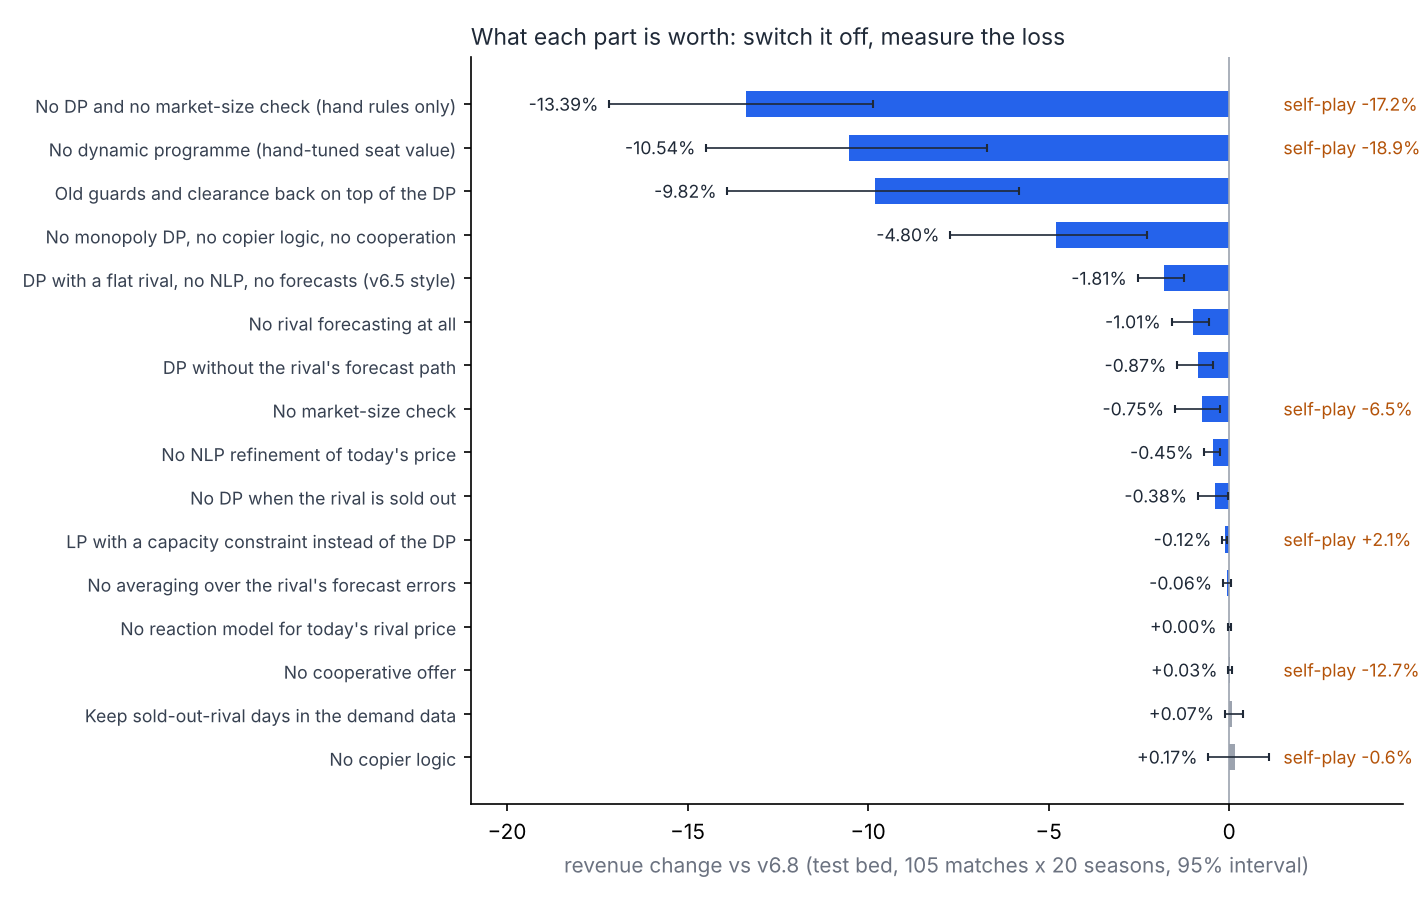 What each part is worth: switch it off, measure the loss
No DP and no market-size check (hand rules only) -13.39% self-play -17.2%
No dynamic programme (hand-tuned seat value) -10.54% self-play -18.9%
Old guards and clearance back on top of the DP -9.82%
No monopoly DP, no copier logic, no cooperation -4.80%
DP with a flat rival, no NLP, no forecasts (v6.5 style) -1.81%
No rival forecasting at all -1.01%
DP without the rival's forecast path -0.87%
No market-size check -0.75% self-play -6.5%
No NLP refinement of today's price -0.45%
No DP when the rival is sold out -0.38%
LP with a capacity constraint instead of the DP -0.12% self-play +2.1%
No averaging over the rival's forecast errors -0.06%
No reaction model for today's rival price +0.00%
No cooperative offer +0.03% self-play -12.7%
Keep sold-out-rival days in the demand data +0.07%
No copier logic +0.17% self-play -0.6%
−20 −15 −10 −5 0
revenue change vs v6.8 (test bed, 105 matches x 20 seasons, 95% interval)